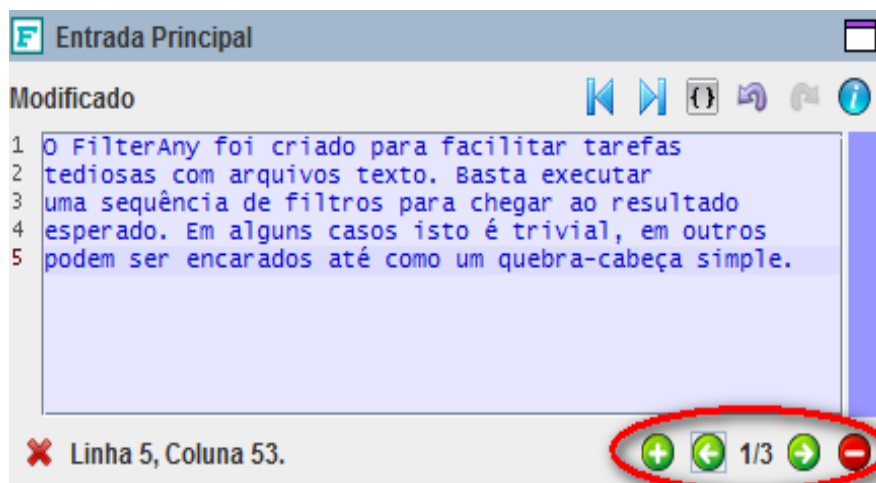 F Entrada Principal
Modificado {} i
1 O FilterAny foi criado para facilitar tarefas
2 tediosas com arquivos texto. Basta executar
3 uma sequência de filtros para chegar ao resultado
4 esperado. Em alguns casos isto é trivial, em outros
5 podem ser encarados até como um quebra-cabeça simple.
Linha 5, Coluna 53. 1/3